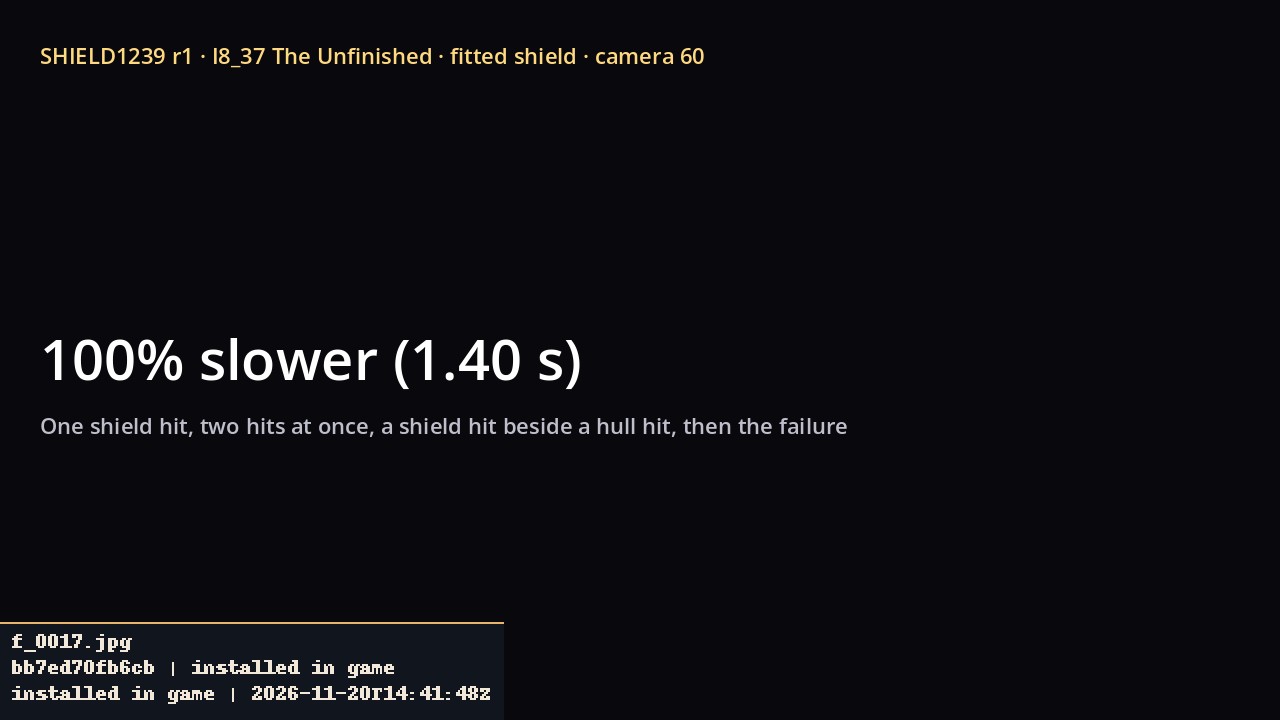 SHIELD1239 r1 · l8_37 The Unfinished · fitted shield · camera 60
100% slower (1.40 s)
One shield hit, two hits at once, a shield hit beside a hull hit, then the failure
f_0017.jpg
bb7ed70fb6cb | installed in game
installed in game | 2026-11-20T14:41:48Z